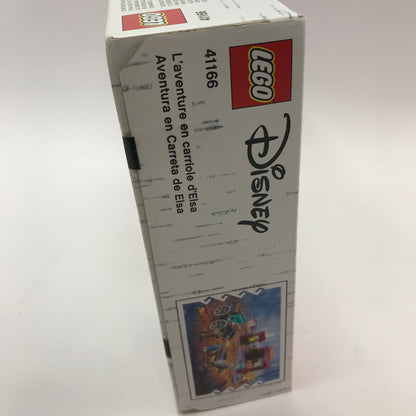 LEGO
DISNEY
41166
L'aventure en carriole d'Elsa
Aventura en Carreta de Elsa
LEGO